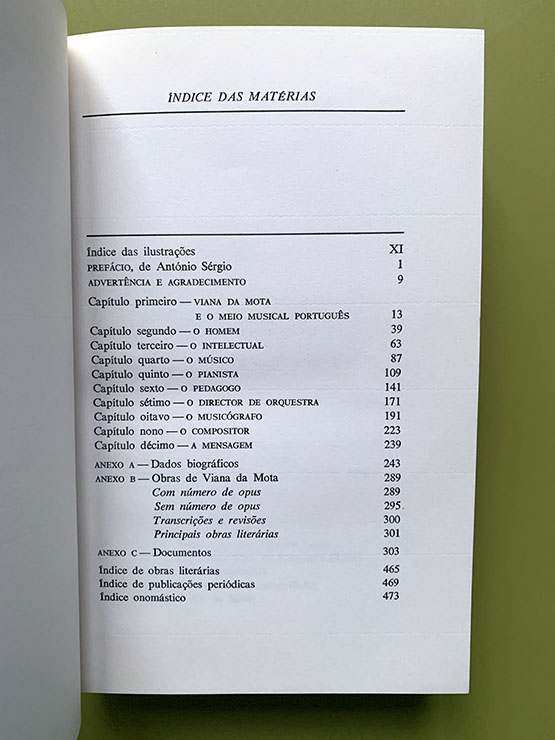 ÍNDICE DAS MATÉRIAS
Índice das ilustrações XI
PREFÁCIO, de António Sérgio 1
ADVERTÊNCIA E AGRADECIMENTO 9
Capítulo primeiro — VIANA DA MOTA
E O MEIO MUSICAL PORTUGUÊS 13
Capítulo segundo — O HOMEM 39
Capítulo terceiro — O INTELECTUAL 63
Capítulo quarto — O MÚSICO 87
Capítulo quinto — O PIANISTA 109
Capítulo sexto — O PEDAGOGO 141
Capítulo sétimo — O DIRECTOR DE ORQUESTRA 171
Capítulo oitavo — O MUSICÓGRAFO 191
Capítulo nono — O COMPOSITOR 223
Capítulo décimo — A MENSAGEM 239
ANEXO A — Dados biográficos 243
ANEXO B — Obras de Viana da Mota 289
Com número de opus 289
Sem número de opus 295
Transcrições e revisões 300
Principais obras literárias 301
ANEXO C — Documentos 303
Índice de obras literárias 465
Índice de publicações periódicas 469
Índice onomástico 473